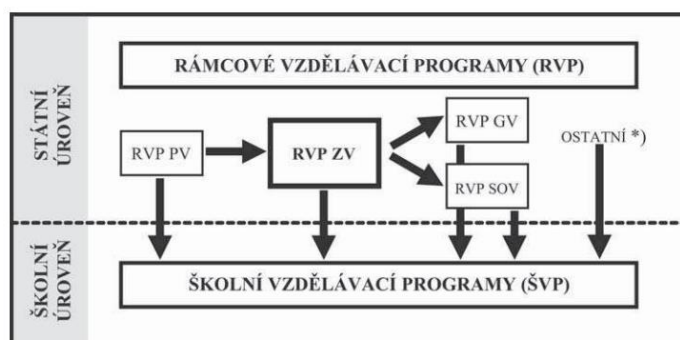 STÁTNÍ
ÚROVEŇ
RÁMCOVÉ VZDĚLÁVACÍ PROGRAMY (RVP)
RVP PV
RVP ZV
RVP GV
RVP SOV
OSTATNÍ *)
ŠKOLNÍ
ÚROVEŇ
ŠKOLNÍ VZDĚLÁVACÍ PROGRAMY (ŠVP)